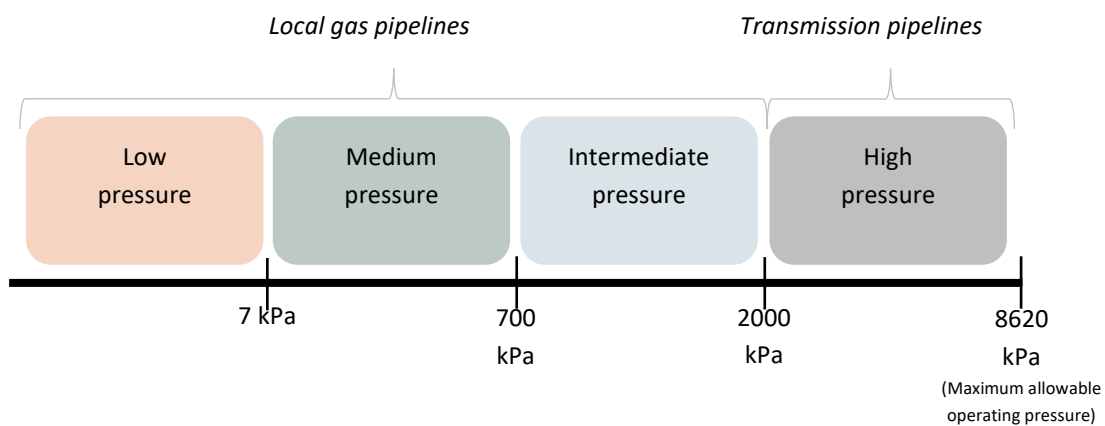 Local gas pipelines
Transmission pipelines
Low
pressure
Medium
pressure
Intermediate
pressure
High
pressure
7 kPa
700
kPa
2000
kPa
8620
kPa
(Maximum allowable
operating pressure)